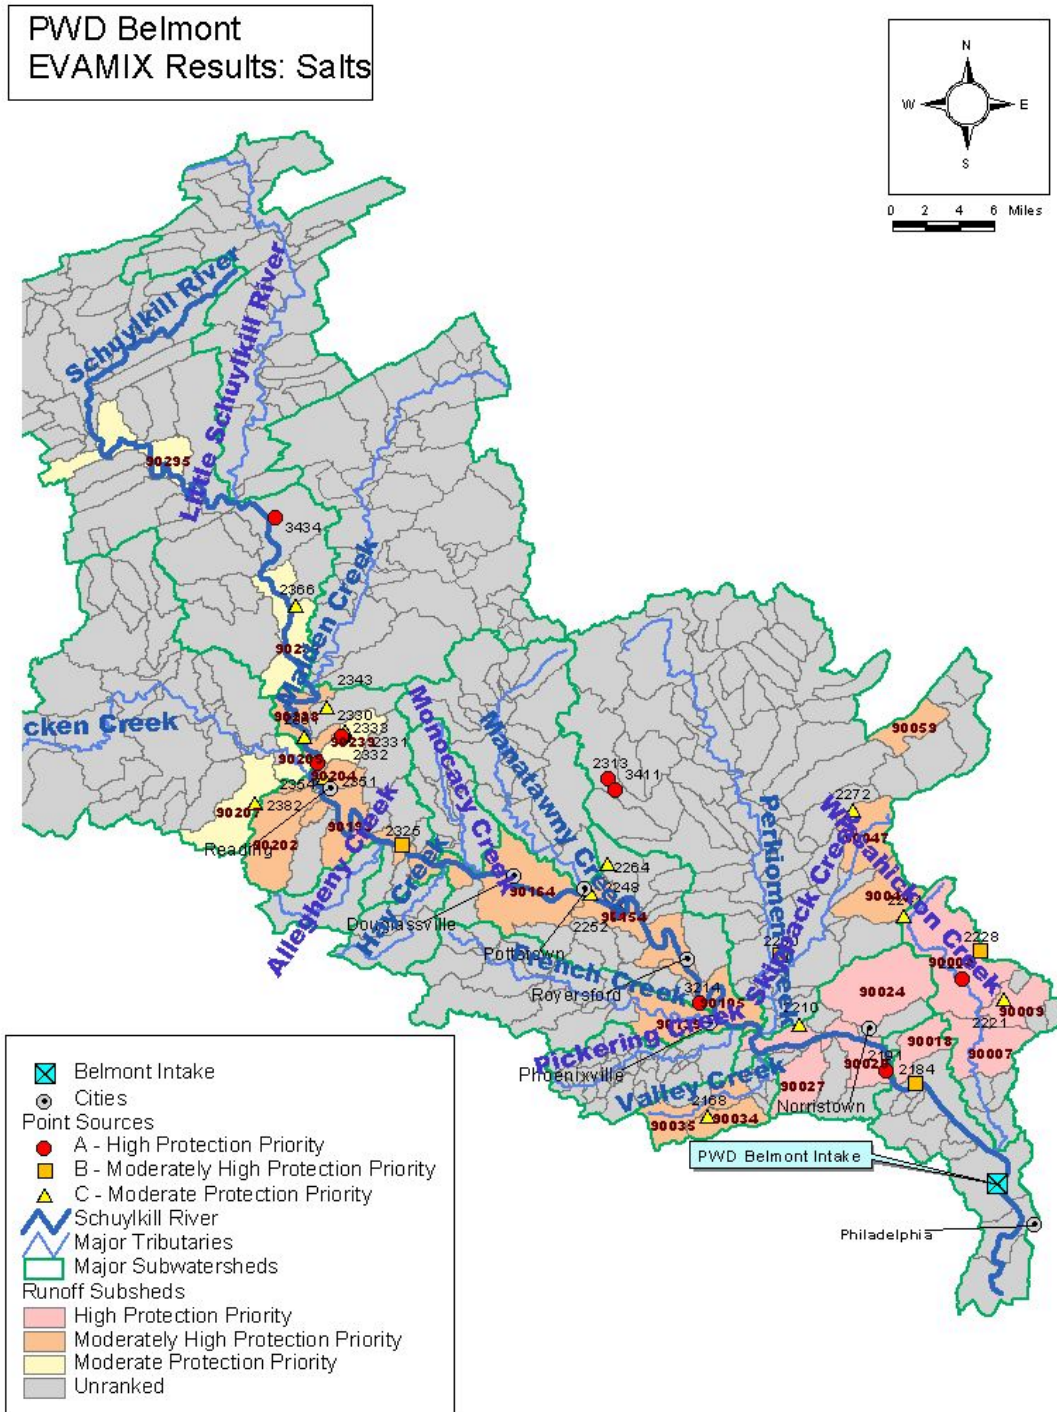 PWD Belmont
EVAMIX Results: Salts
N
W
E
S
0 2 4 6 Miles
Schuylkill River
Little Schuylkill River
90295
3434
2366
Maiden Creek
2343
2330
2333
2331
90239
2332
cken Creek
90204
2351
2354
2382
90207
Reading
90202
2325
Allegheny Creek
Hay Creek
Monocacy Creek
Manatawny Creek
2313
3411
90059
2272
Perkiomen Creek
Skippack Creek
Wissahickon Creek
2264
2248
90164
90154
2252
Douglassville
Pottstown
2228
French Creek
Royersford
3214
90105
90024
90009
2221
2210
Pickering Creek
Phoenixville
90018
90007
2191
2184
Valley Creek
90027
Norristown
2168
90035
90034
PWD Belmont Intake
Philadelphia
Belmont Intake
Cities
Point Sources
A - High Protection Priority
B - Moderately High Protection Priority
C - Moderate Protection Priority
Schuylkill River
Major Tributaries
Major Subwatersheds
Runoff Subsheds
High Protection Priority
Moderately High Protection Priority
Moderate Protection Priority
Unranked